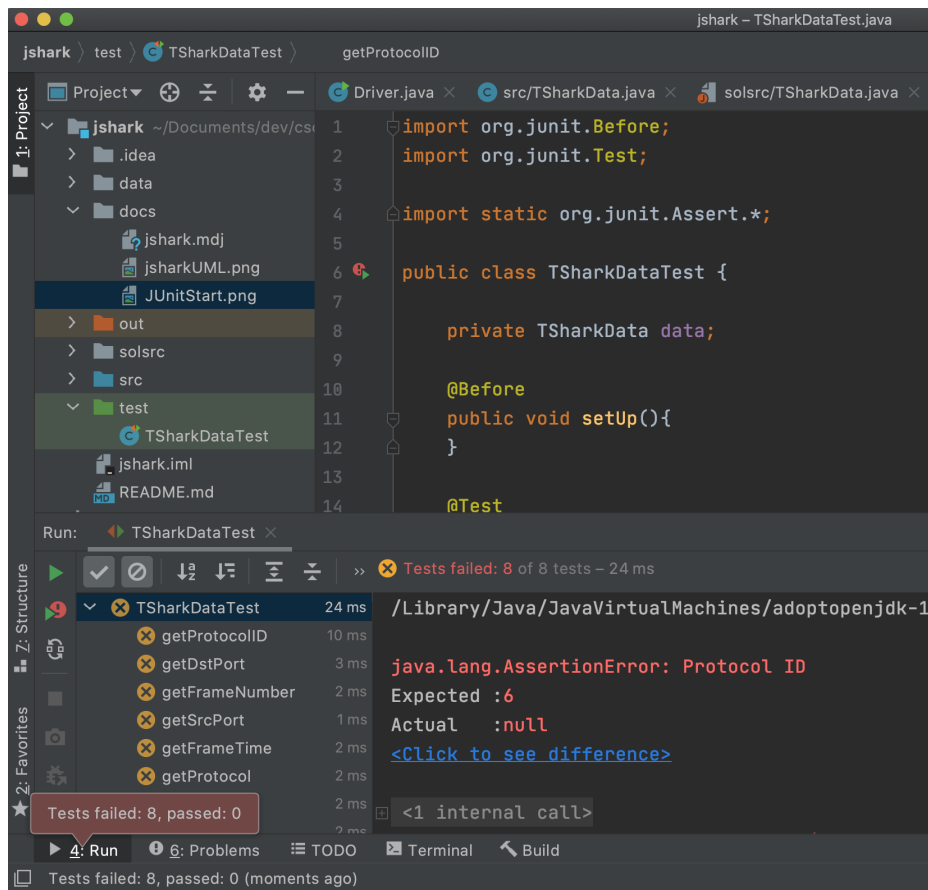 jshark – TSharkDataTest.java
jshark test TSharkDataTest getProtocolID
1: Project
Project
Driver.java src/TSharkData.java solsrc/TSharkData.java
jshark ~/Documents/dev/
.idea
data
docs
jshark.mdj
jsharkUML.png
JUnitStart.png
out
solsrc
src
test
TSharkDataTest
jshark.iml
README.md
1 import org.junit.Before;
2 import org.junit.Test;
3
4 import static org.junit.Assert.*;
5
6 public class TSharkDataTest {
7
8 private TSharkData data;
9
10 @Before
11 public void setUp(){
12 }
13
14 @Test
Run: TSharkDataTest
Z: Structure
2: Favorites
>> Tests failed: 8 of 8 tests – 24 ms
TSharkDataTest 24 ms
getProtocolID 10 ms
getDstPort 3 ms
getFrameNumber 2 ms
getSrcPort 1 ms
getFrameTime 2 ms
getProtocol 2 ms
2 ms
2 ms
/Library/Java/JavaVirtualMachines/adoptopenjdk-1
java.lang.AssertionError: Protocol ID
Expected :6
Actual :null
<Click to see difference>
<1 internal call>
Tests failed: 8, passed: 0
4: Run 6: Problems TODO Terminal Build
Tests failed: 8, passed: 0 (moments ago)